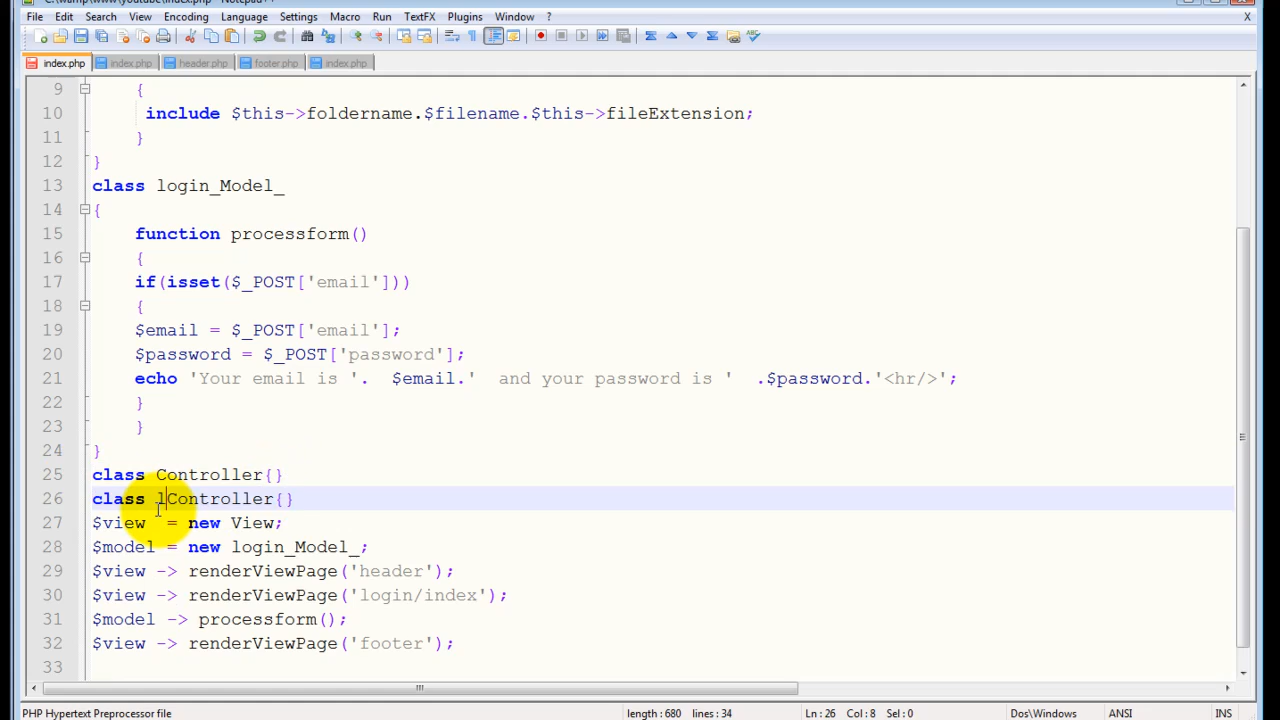 C:\wamp\www\youtube\index.php - Notepad++
File Edit Search View Encoding Language Settings Macro Run TextFX Plugins Window ? X
index.php index.php header.php footer.php index.php
9 {
10 include $this->foldername.$filename.$this->fileExtension;
11 }
12 }
13 class login_Model_
14 {
15 function processform()
16 {
17 if(isset($_POST['email']))
18 {
19 $email = $_POST['email'];
20 $password = $_POST['password'];
21 echo 'Your email is '. $email.' and your password is ' .$password.'<hr/>';
22 }
23 }
24 }
25 class Controller{}
26 class lController{}
27 $view = new View;
28 $model = new login_Model_;
29 $view -> renderViewPage('header');
30 $view -> renderViewPage('login/index');
31 $model -> processform();
32 $view -> renderViewPage('footer');
33
PHP Hypertext Preprocessor file length : 680 lines : 34 Ln : 26 Col : 8 Sel : 0 Dos\Windows ANSI INS